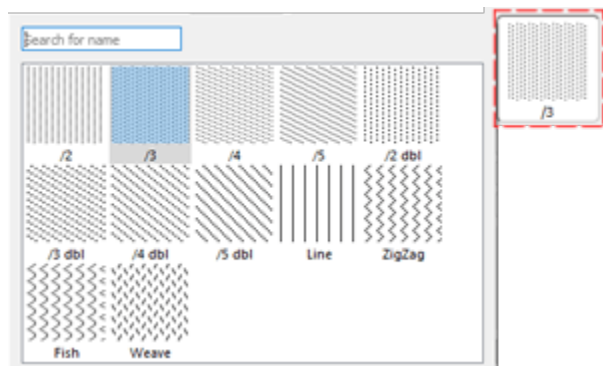 Search for name
/2 /3 /4 /5 /2 dbl
/3 dbl /4 dbl /5 dbl Line ZigZag
Fish Weave
/3